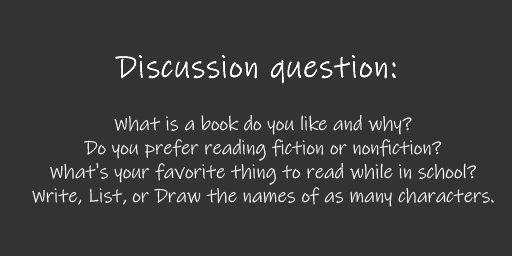 Discussion question:
What is a book do you like and why?
Do you prefer reading fiction or nonfiction?
What's your favorite thing to read while in school?
Write, List, or Draw the names of as many characters.